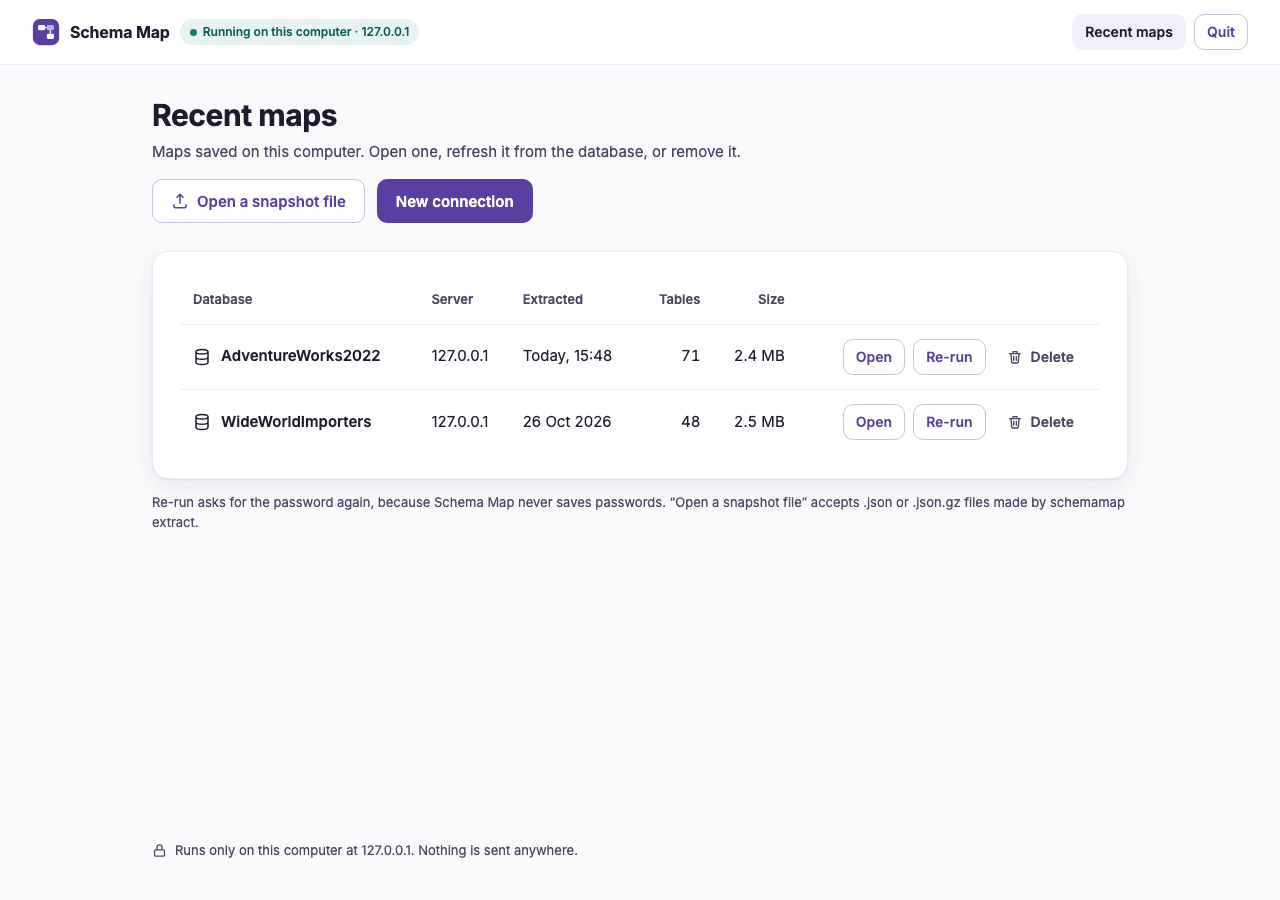 Schema Map
Running on this computer · 127.0.0.1
Recent maps
Quit
Recent maps
Maps saved on this computer. Open one, refresh it from the database, or remove it.
Open a snapshot file
New connection
Database Server Extracted Tables Size
AdventureWorks2022 127.0.0.1 Today, 15:48 71 2.4 MB Open Re-run Delete
WideWorldImporters 127.0.0.1 26 Oct 2026 48 2.5 MB Open Re-run Delete
Re-run asks for the password again, because Schema Map never saves passwords. “Open a snapshot file” accepts .json or .json.gz files made by schemamap
extract.
Runs only on this computer at 127.0.0.1. Nothing is sent anywhere.